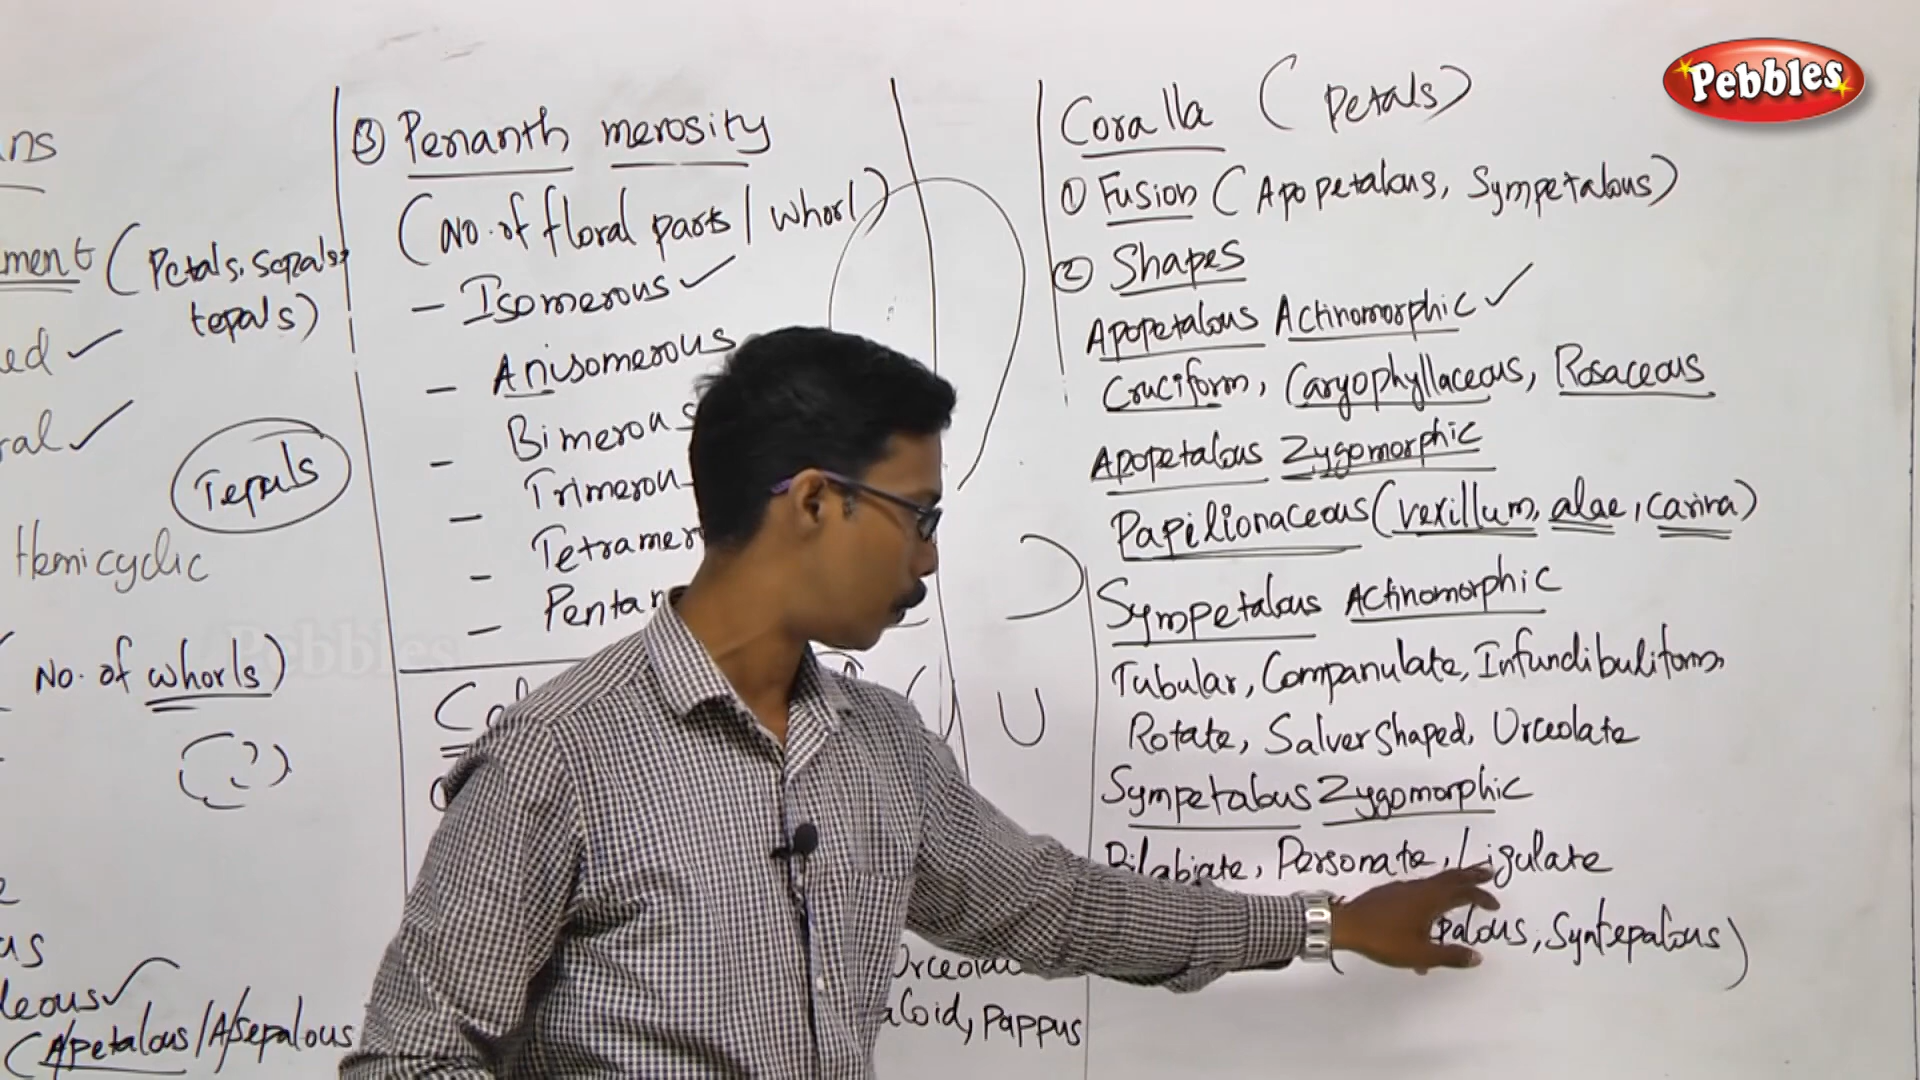 Pebbles
ns
ment (Petals, Sepals,
tepals)
ed ✓
ral ✓
Tepals
Hemicyclic
No. of whorls)
us
leous ✓
(Apetalous/Asepalous
③ Perianth merosity
(No. of floral parts / whorl)
- Isomerous ✓
- Anisomerous
- Bimerous
- Trimerou
- Tetramer
- Pentam
Ca
Urceola
aloid, Pappus
Coralla (Petals)
① Fusion (Apopetalous, Sympetalous)
② Shapes
Apopetalous Actinomorphic ✓
Cruciform, Caryophyllaceous, Rosaceous
Apopetalous Zygomorphic
Papilionaceous (vexillum, alae, carina)
Sympetalous Actinomorphic
Tubular, Companulate, Infundibuliform,
Rotate, Salver shaped, Urceolate
Sympetalous Zygomorphic
Bilabiate, Personate, Ligulate
palous, Syntepalous)
Pebbles